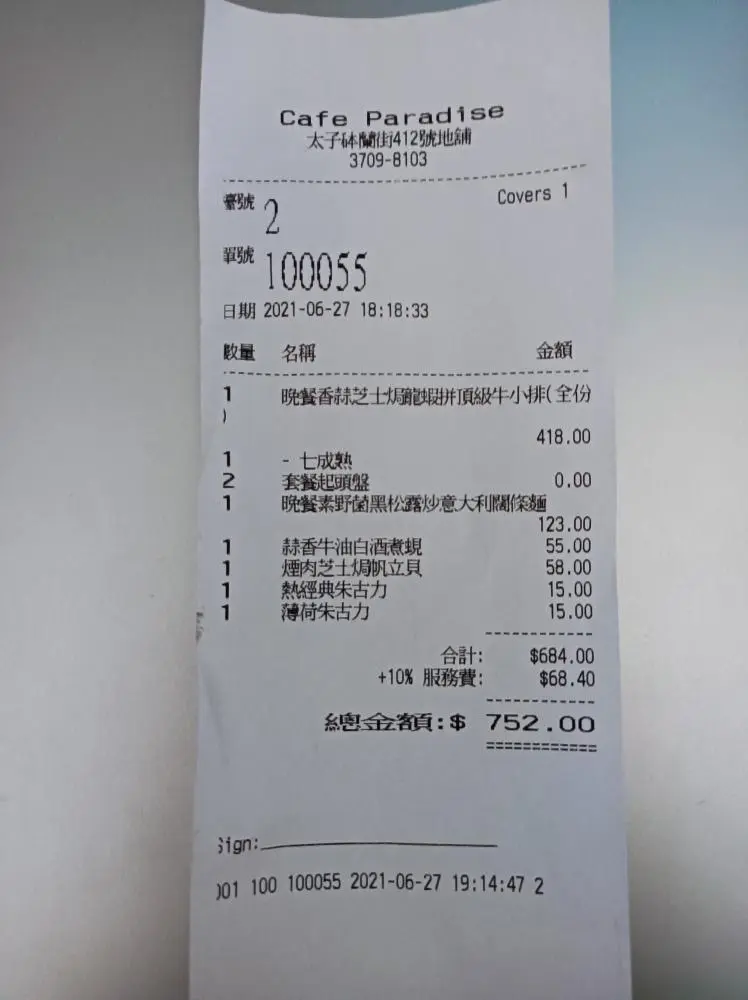 Cafe Paradise
太子砵蘭街412號地舖
3709-8103
檯號 2 Covers 1
單號 100055
日期 2021-06-27 18:18:33
數量 名稱 金額
1 晚餐香蒜芝士焗龍蝦拼頂級牛小排(全份
)
418.00
1 - 七成熟
2 套餐起頭盤 0.00
1 晚餐素野菌黑松露炒意大利闊條麵
123.00
1 蒜香牛油白酒煮蜆 55.00
1 煙肉芝士焗帆立貝 58.00
1 熱經典朱古力 15.00
1 薄荷朱古力 15.00
合計: $684.00
+10% 服務費: $68.40
總金額:$ 752.00
Sign:
001 100 100055 2021-06-27 19:14:47 2